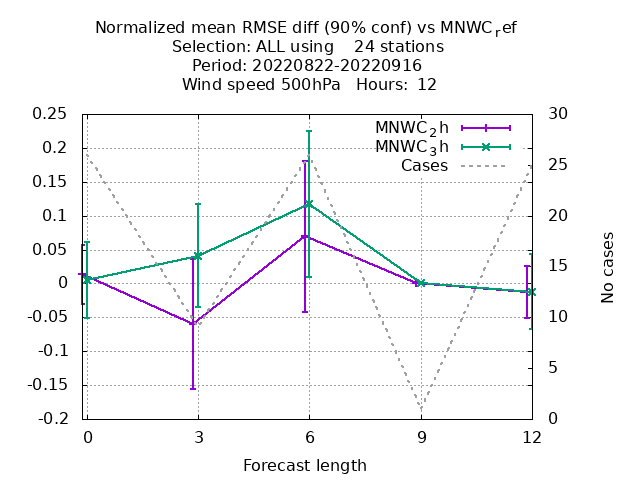 Normalized mean RMSE diff (90% conf) vs MNWC_ref
Selection: ALL using    24 stations
Period: 20220822-20220916
Wind speed 500hPa   Hours: 12
0.25
0.2
0.15
0.1
0.05
0
-0.05
-0.1
-0.15
-0.2
30
25
20
15
10
5
0
MNWC_2h
MNWC_3h
Cases
No cases
0
3
6
9
12
Forecast length